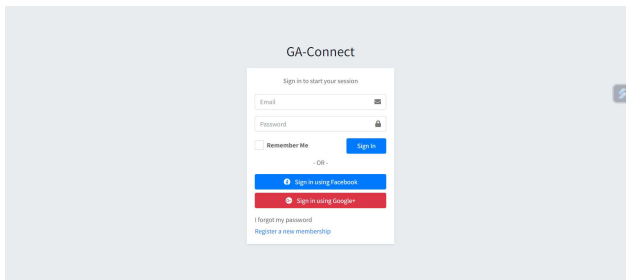 GA-Connect
Sign in to start your session
Email
Password
Remember Me
Sign In
- OR -
Sign in using Facebook
Sign in using Google+
I forgot my password
Register a new membership